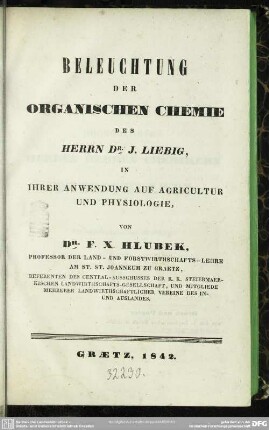 BELEUCHTUNG
DER
ORGANISCHEN CHEMIE
DES
HERRN Dr. J. LIEBIG,
IN
IHRER ANWENDUNG AUF AGRICULTUR
UND PHYSIOLOGIE,
VON
Dr. F. X. HLUBEK,
PROFESSOR DER LAND- UND FORSTWIRTHSCHAFTS-LEHRE
AM ST. ST. JOANNEUM ZU GRAETZ,
REFERENTEN DES CENTRAL-AUSSCHUSSES DER K. K. STEIERMAER-
KISCHEN LANDWIRTHSCHAFTS-GESELLSCHAFT, UND MITGLIEDE
MEHRERER LANDWIRTHSCHAFTLICHER VEREINE DES IN-
UND AUSLANDES.
GRÆTZ, 1842.
32290.